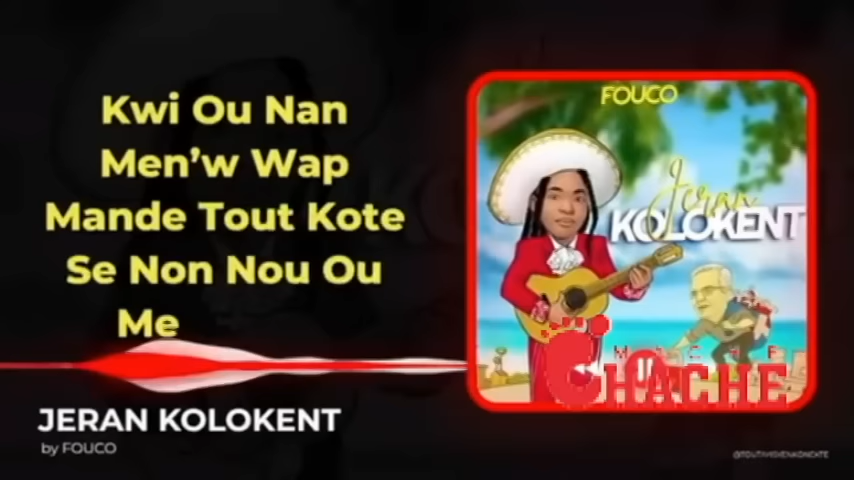 Kwi Ou Nan
Men'w Wap
Mande Tout Kote
Se Non Nou Ou
Me
JERAN KOLOKENT
by FOUCO
FOUCO
Jeran
KOLOKENT
CHACHE